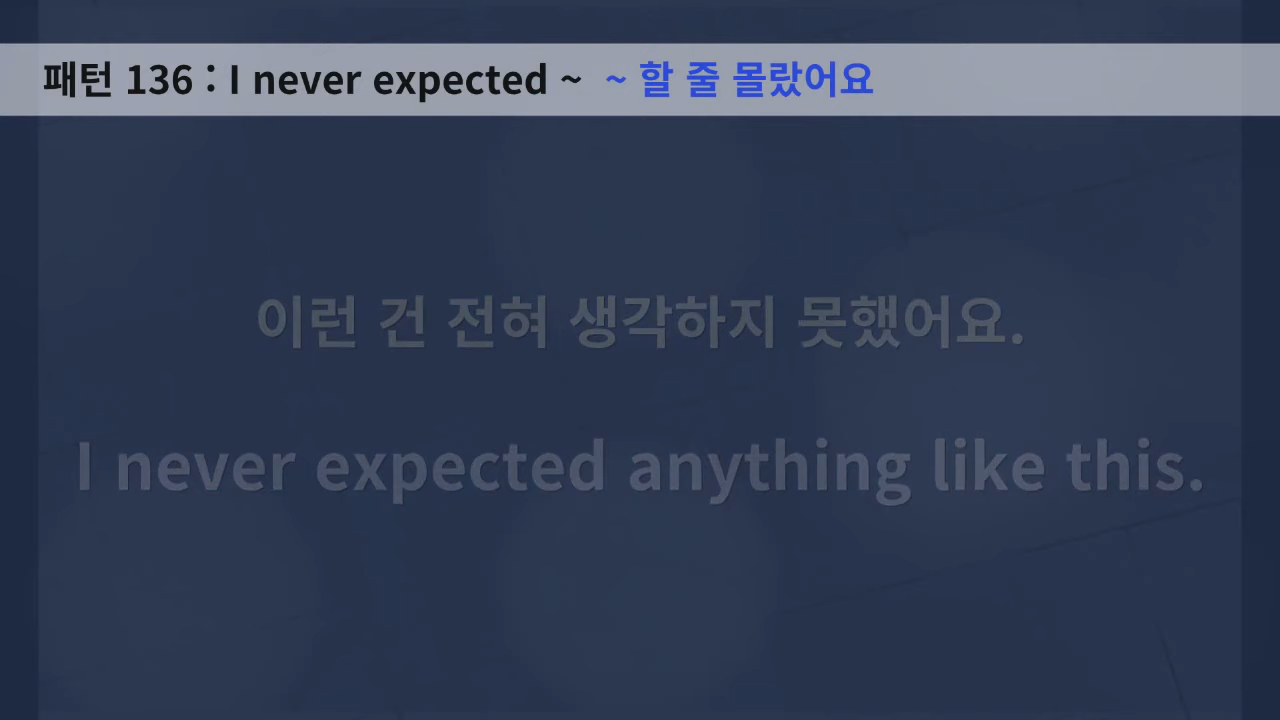 패턴 136 : I never expected ~ ~ 할 줄 몰랐어요
이런 건 전혀 생각하지 못했어요.
I never expected anything like this.